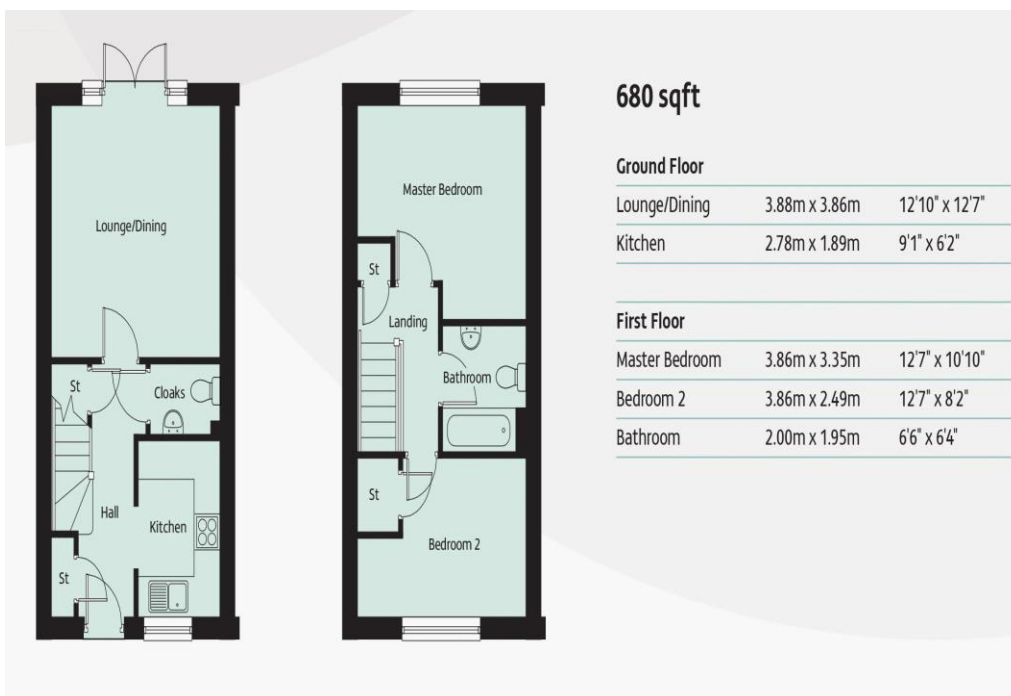 Lounge/Dining
St
Cloaks
Hall
Kitchen
St
Master Bedroom
St
Landing
Bathroom
St
Bedroom 2
680 sqft
Ground Floor
Lounge/Dining 3.88m x 3.86m 12'10" x 12'7"
Kitchen 2.78m x 1.89m 9'1" x 6'2"
First Floor
Master Bedroom 3.86m x 3.35m 12'7" x 10'10"
Bedroom 2 3.86m x 2.49m 12'7" x 8'2"
Bathroom 2.00m x 1.95m 6'6" x 6'4"